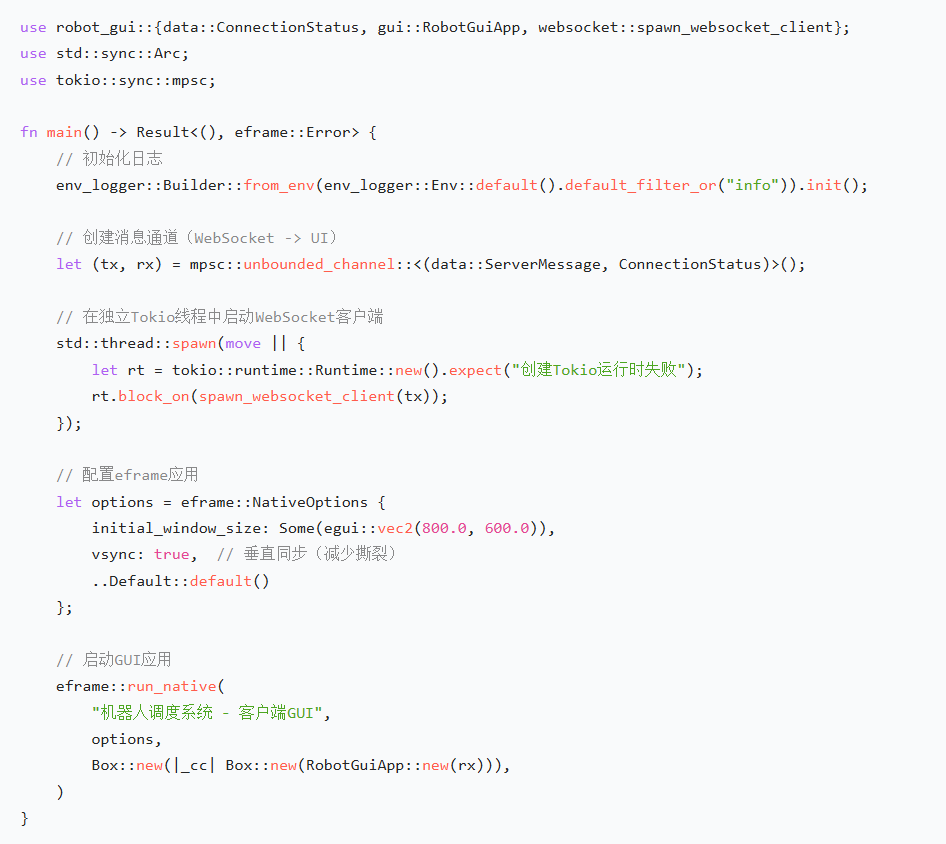 use robot_gui::{data::ConnectionStatus, gui::RobotGuiApp, websocket::spawn_websocket_client};
use std::sync::Arc;
use tokio::sync::mpsc;

fn main() -> Result<(), eframe::Error> {
    // 初始化日志
    env_logger::Builder::from_env(env_logger::Env::default().default_filter_or("info")).init();

    // 创建消息通道（WebSocket -> UI）
    let (tx, rx) = mpsc::unbounded_channel::<(data::ServerMessage, ConnectionStatus)>();

    // 在独立Tokio线程中启动WebSocket客户端
    std::thread::spawn(move || {
        let rt = tokio::runtime::Runtime::new().expect("创建Tokio运行时失败");
        rt.block_on(spawn_websocket_client(tx));
    });

    // 配置eframe应用
    let options = eframe::NativeOptions {
        initial_window_size: Some(egui::vec2(800.0, 600.0)),
        vsync: true,  // 垂直同步（减少撕裂）
        ..Default::default()
    };

    // 启动GUI应用
    eframe::run_native(
        "机器人调度系统 - 客户端GUI",
        options,
        Box::new(|_cc| Box::new(RobotGuiApp::new(rx))),
    )
}